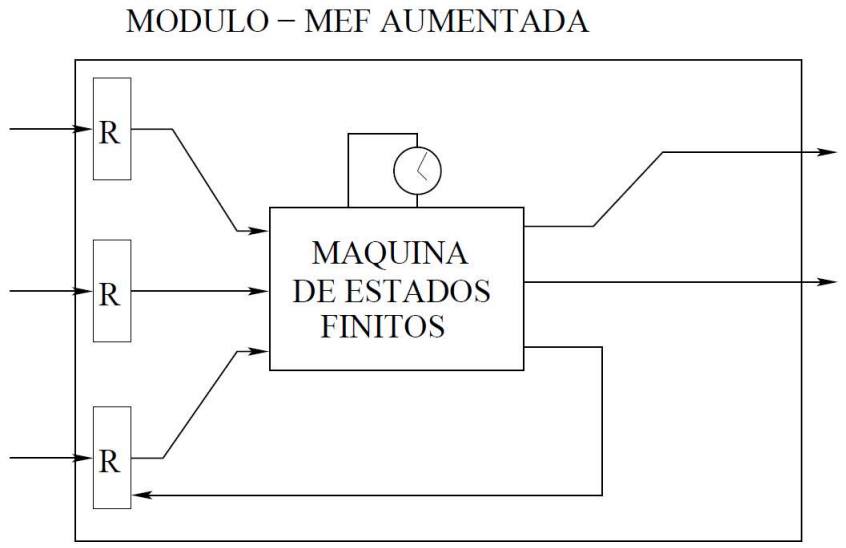 MODULO − MEF AUMENTADA
R
R
MAQUINA
DE ESTADOS
FINITOS
R